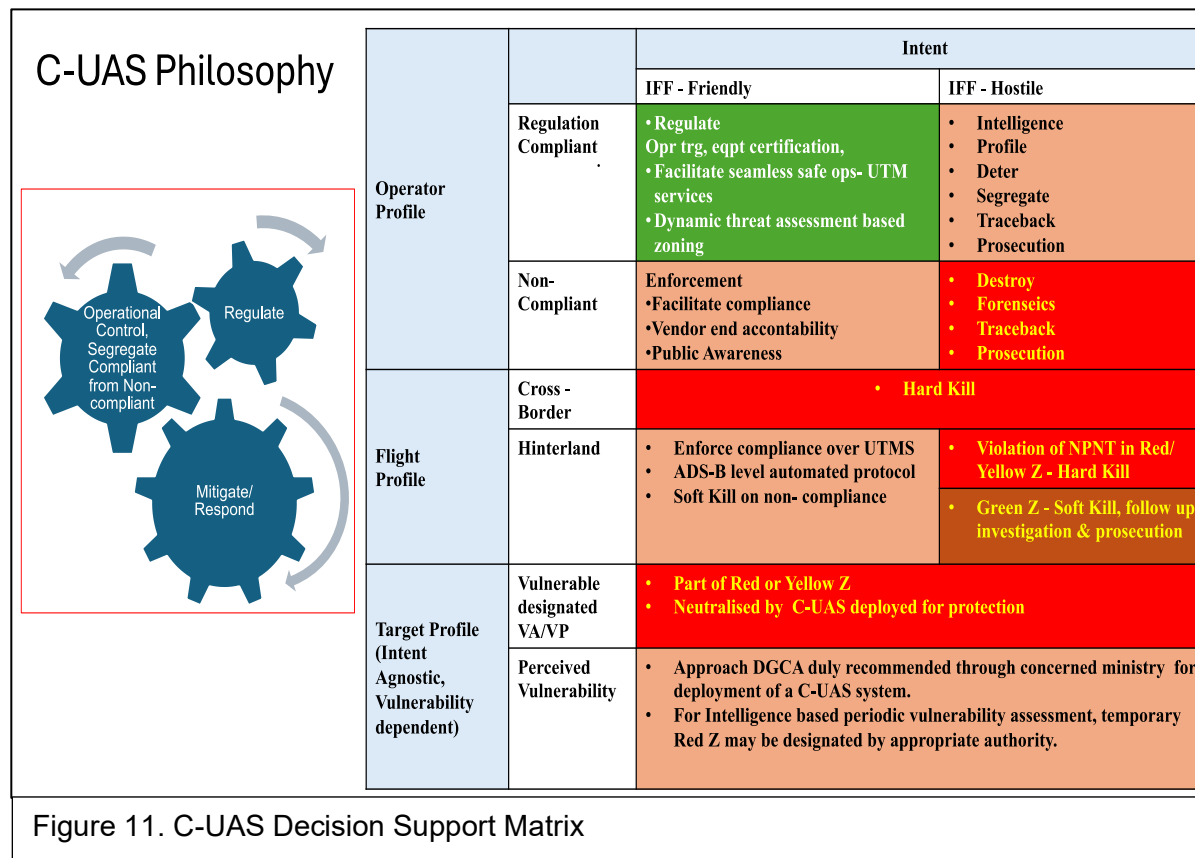 C-UAS Philosophy
Operational
Control,
Segregate
Compliant
from Non-
compliant
Regulate
Mitigate/
Respond
Intent
IFF - Friendly
IFF - Hostile
Operator
Profile
Regulation
Compliant
• Regulate
Opr trg, eqpt certification,
• Facilitate seamless safe ops- UTM
services
• Dynamic threat assessment based
zoning
• Intelligence
• Profile
• Deter
• Segregate
• Traceback
• Prosecution
Non-
Compliant
Enforcement
•Facilitate compliance
•Vendor end accontability
•Public Awareness
• Destroy
• Forenseics
• Traceback
• Prosecution
Flight
Profile
Cross -
Border
• Hard Kill
Hinterland
• Enforce compliance over UTMS
• ADS-B level automated protocol
• Soft Kill on non- compliance
• Violation of NPNT in Red/
Yellow Z - Hard Kill
• Green Z - Soft Kill, follow up
investigation & prosecution
Target Profile
(Intent
Agnostic,
Vulnerability
dependent)
Vulnerable
designated
VA/VP
• Part of Red or Yellow Z
• Neutralised by C-UAS deployed for protection
Perceived
Vulnerability
• Approach DGCA duly recommended through concerned ministry for
deployment of a C-UAS system.
• For Intelligence based periodic vulnerability assessment, temporary
Red Z may be designated by appropriate authority.
Figure 11. C-UAS Decision Support Matrix